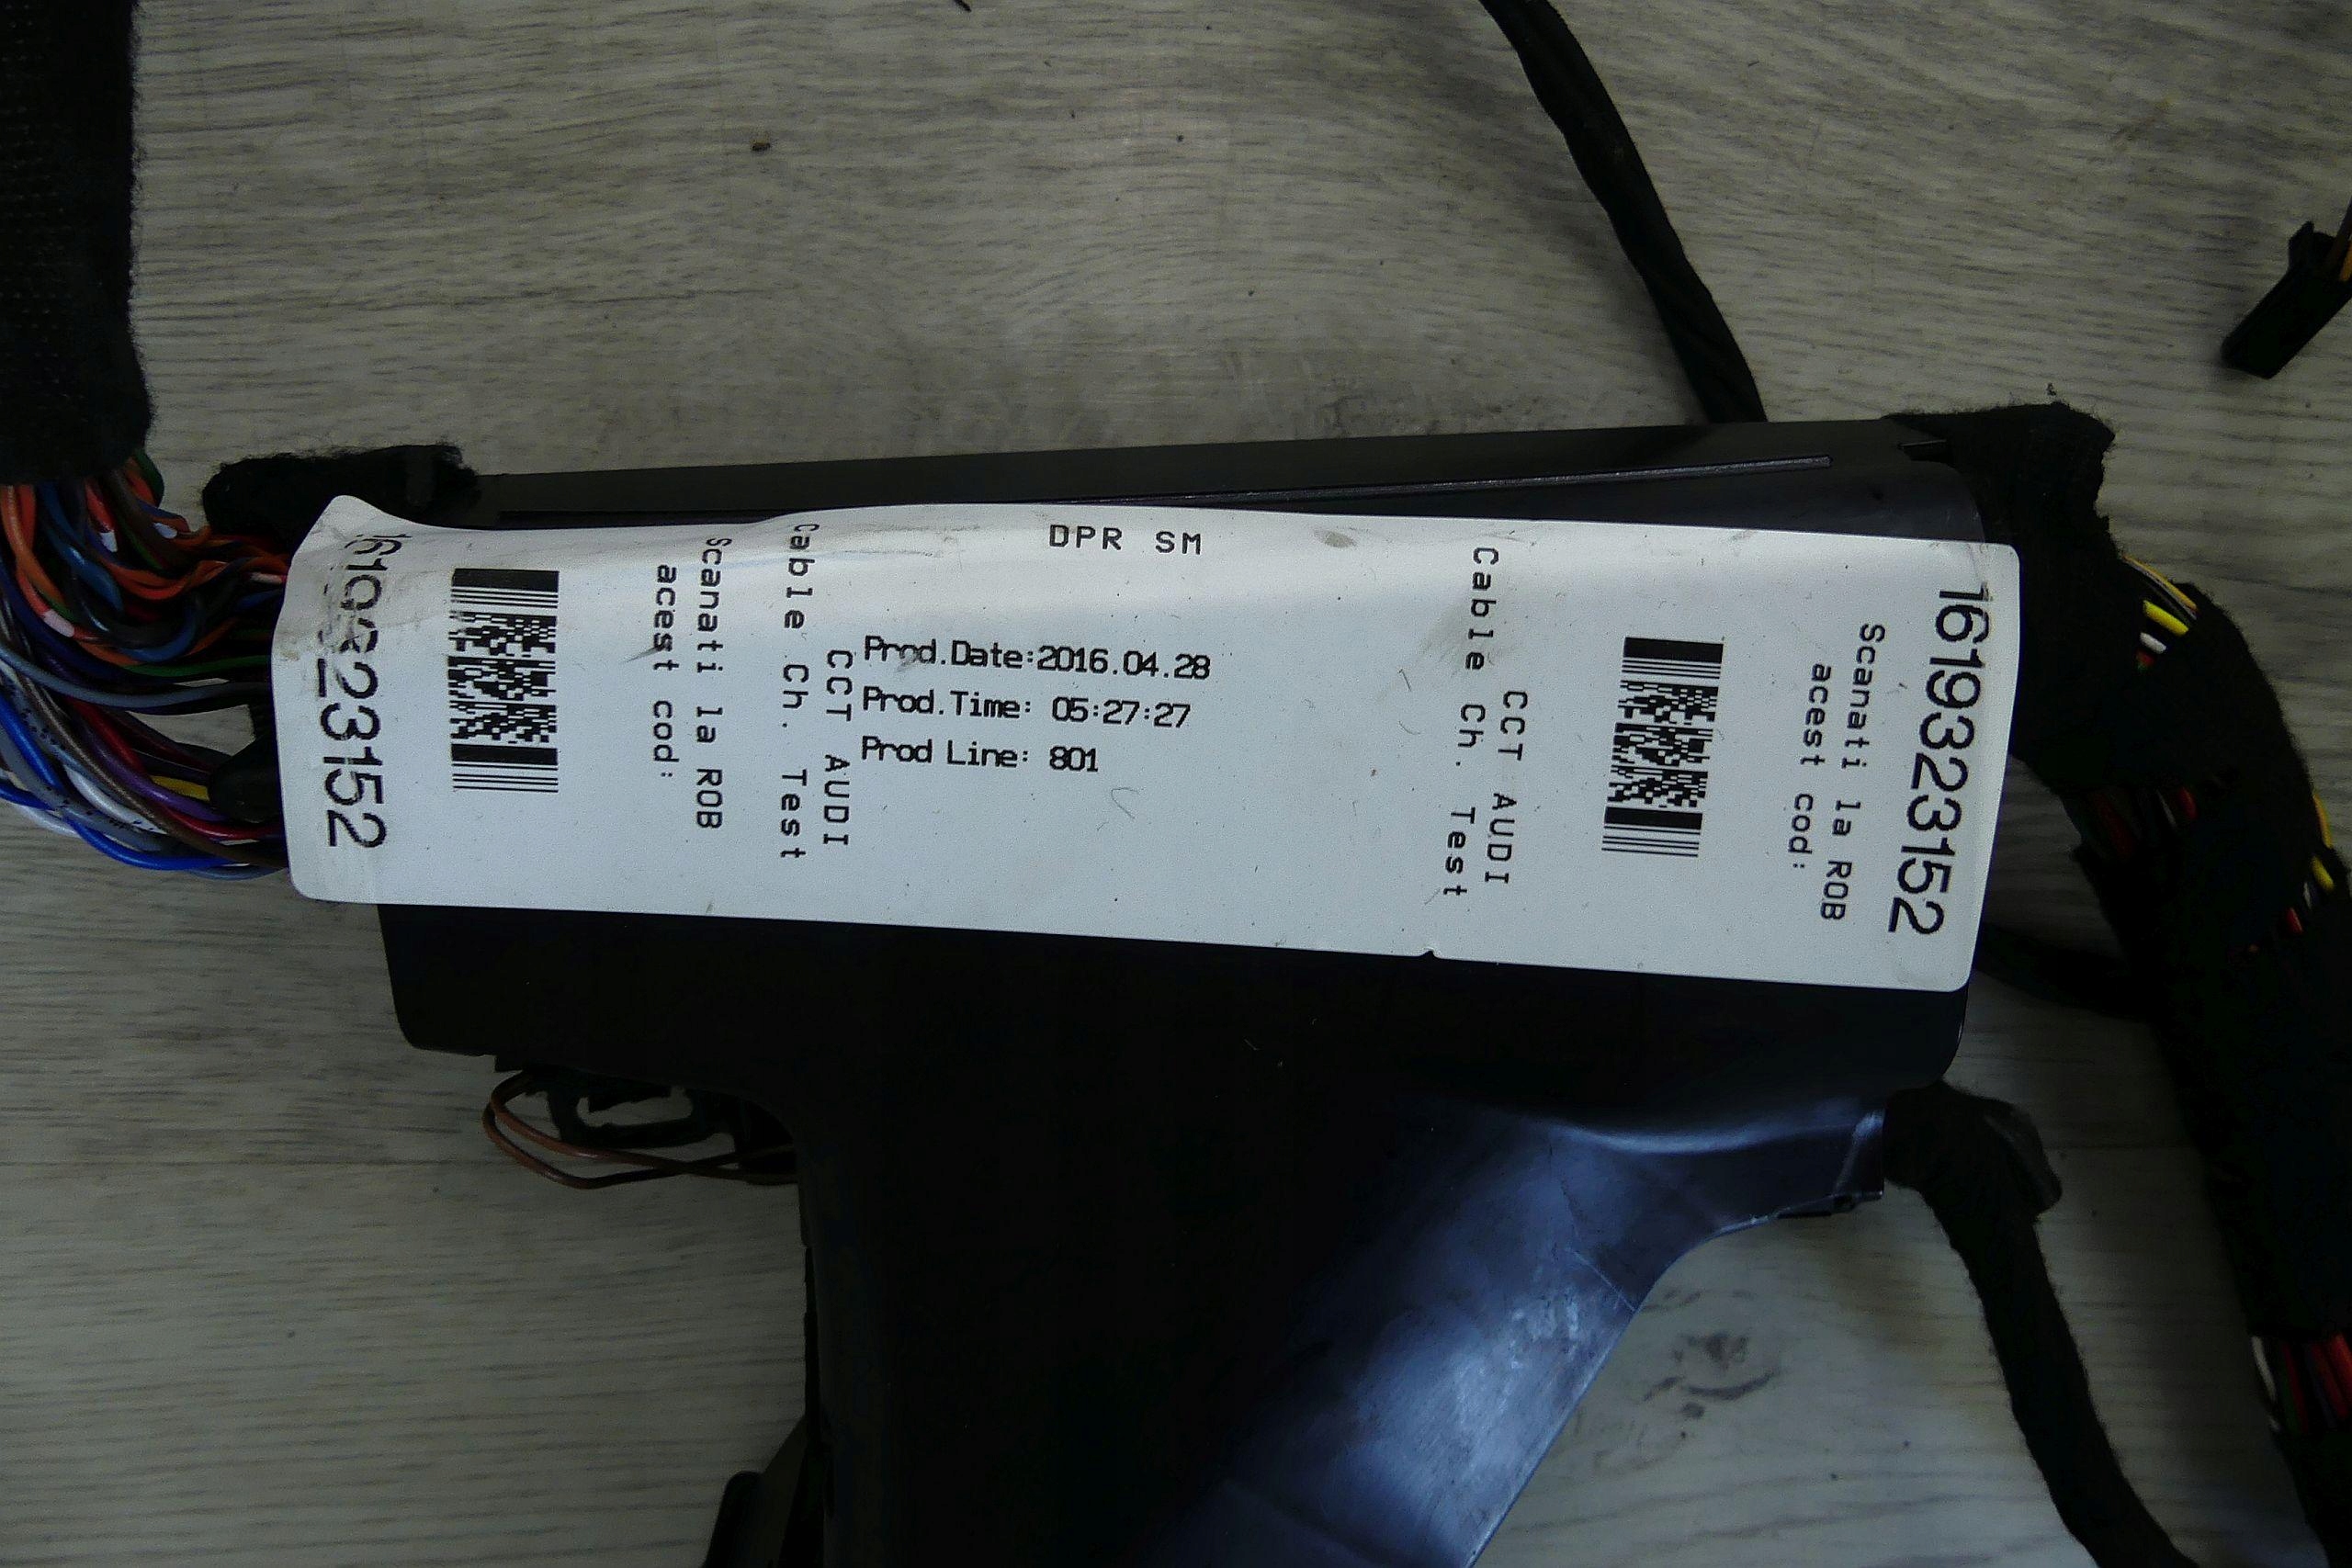 DPR SM
Prod.Date:2016.04.28
Prod.Time: 05:27:27
Prod Line: 801
CCT AUDI
Cable Ch. Test
Scanati la ROB
acest cod:
1619323152
CCT AUDI
Cable Ch. Test
1619323152
Scanati la ROB
acest cod: